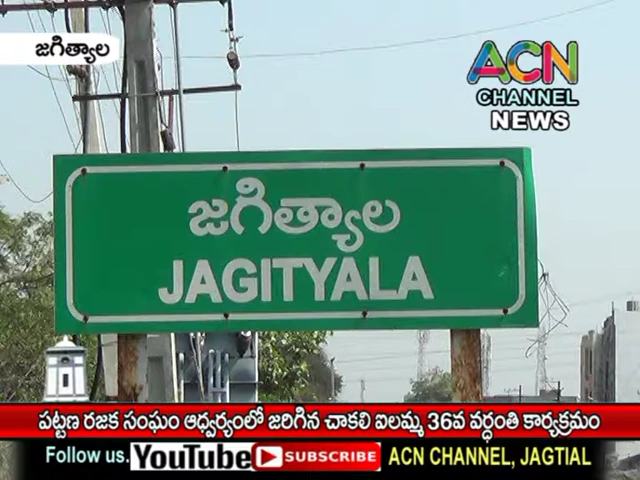 జగిత్యాల
ACN
CHANNEL
NEWS
జగిత్యాల
JAGITYALA
పట్టణ రజక సంఘం ఆధ్వర్యంలో జరిగిన చాకలి ఐలమ్మ 36వ వర్ధంతి కార్యక్రమం
Follow us. YouTube SUBSCRIBE ACN CHANNEL, JAGTIAL